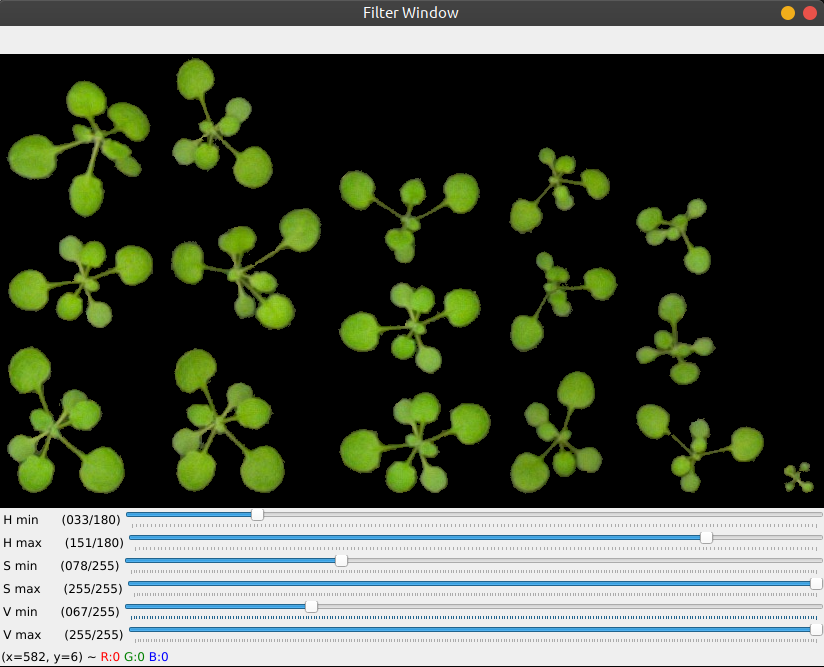 Filter Window
H min (033/180)
H max (151/180)
S min (078/255)
S max (255/255)
V min (067/255)
V max (255/255)
(x=582, y=6) ~ R:0 G:0 B:0